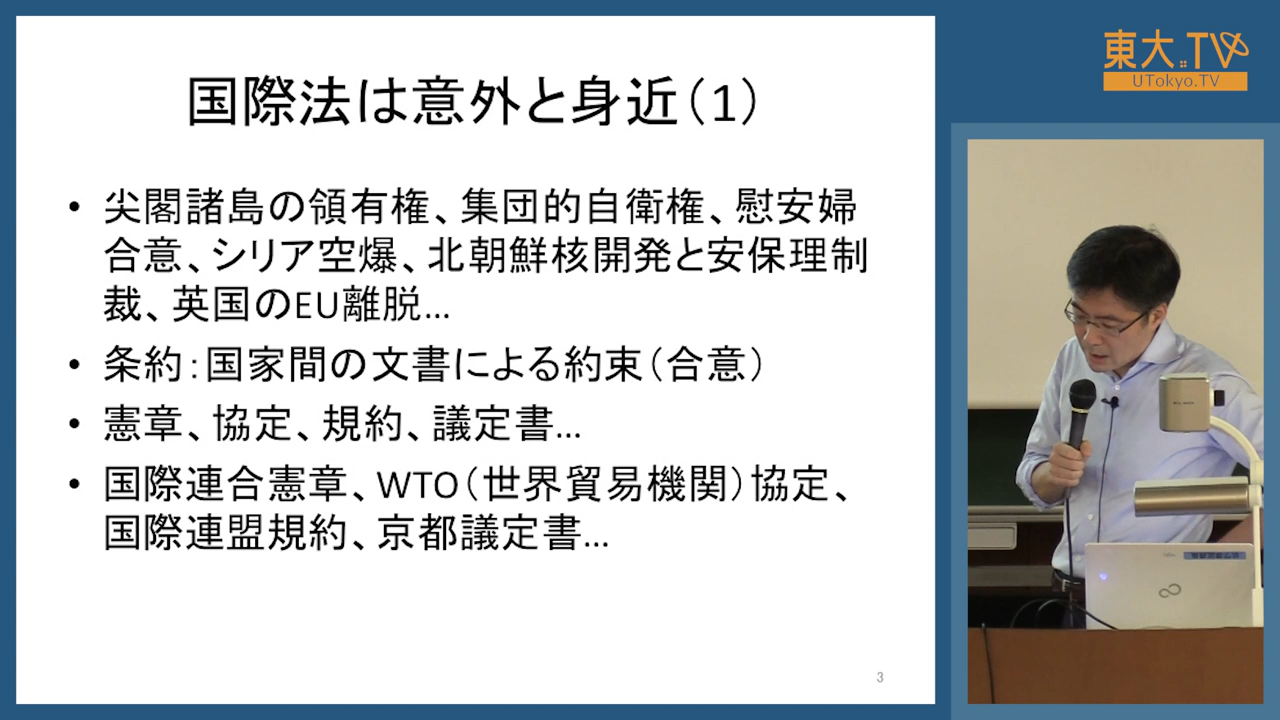 国際法は意外と身近（1）
• 尖閣諸島の領有権、集団的自衛権、慰安婦
合意、シリア空爆、北朝鮮核開発と安保理制
裁、英国のEU離脱…
• 条約：国家間の文書による約束（合意）
• 憲章、協定、規約、議定書…
• 国際連合憲章、WTO（世界貿易機関）協定、
国際連盟規約、京都議定書…
3
東大.TV
UTokyo.TV